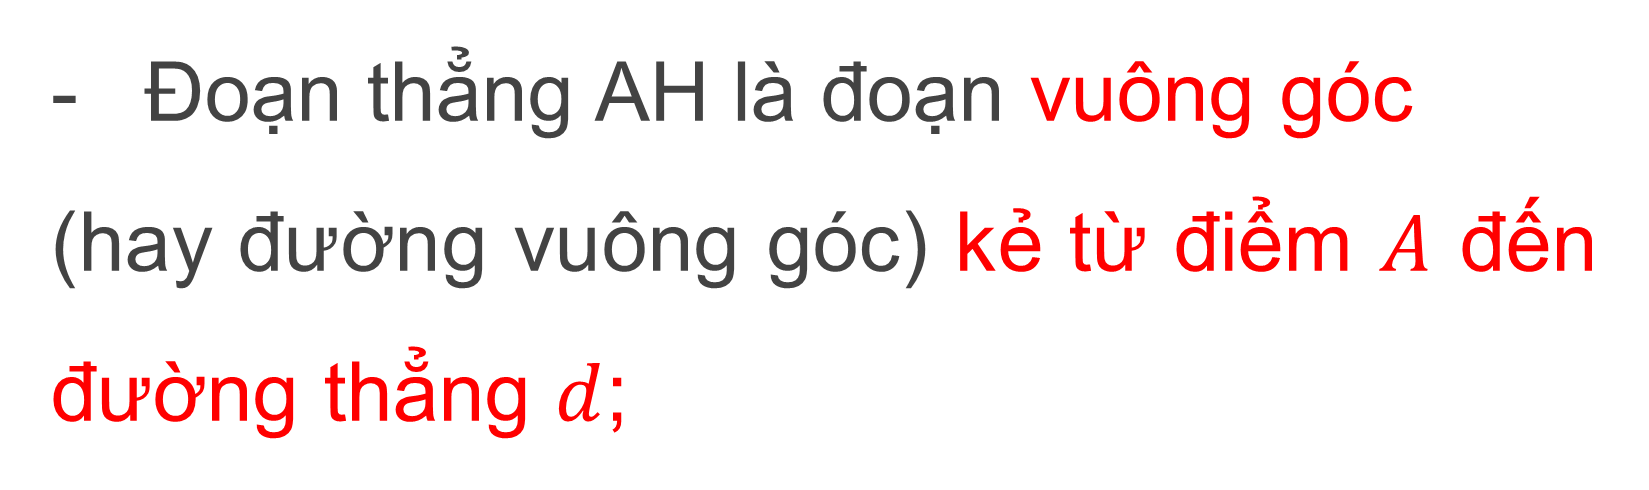 - Đoạn thẳng AH là đoạn vuông góc
(hay đường vuông góc) kẻ từ điểm A đến
đường thẳng d;